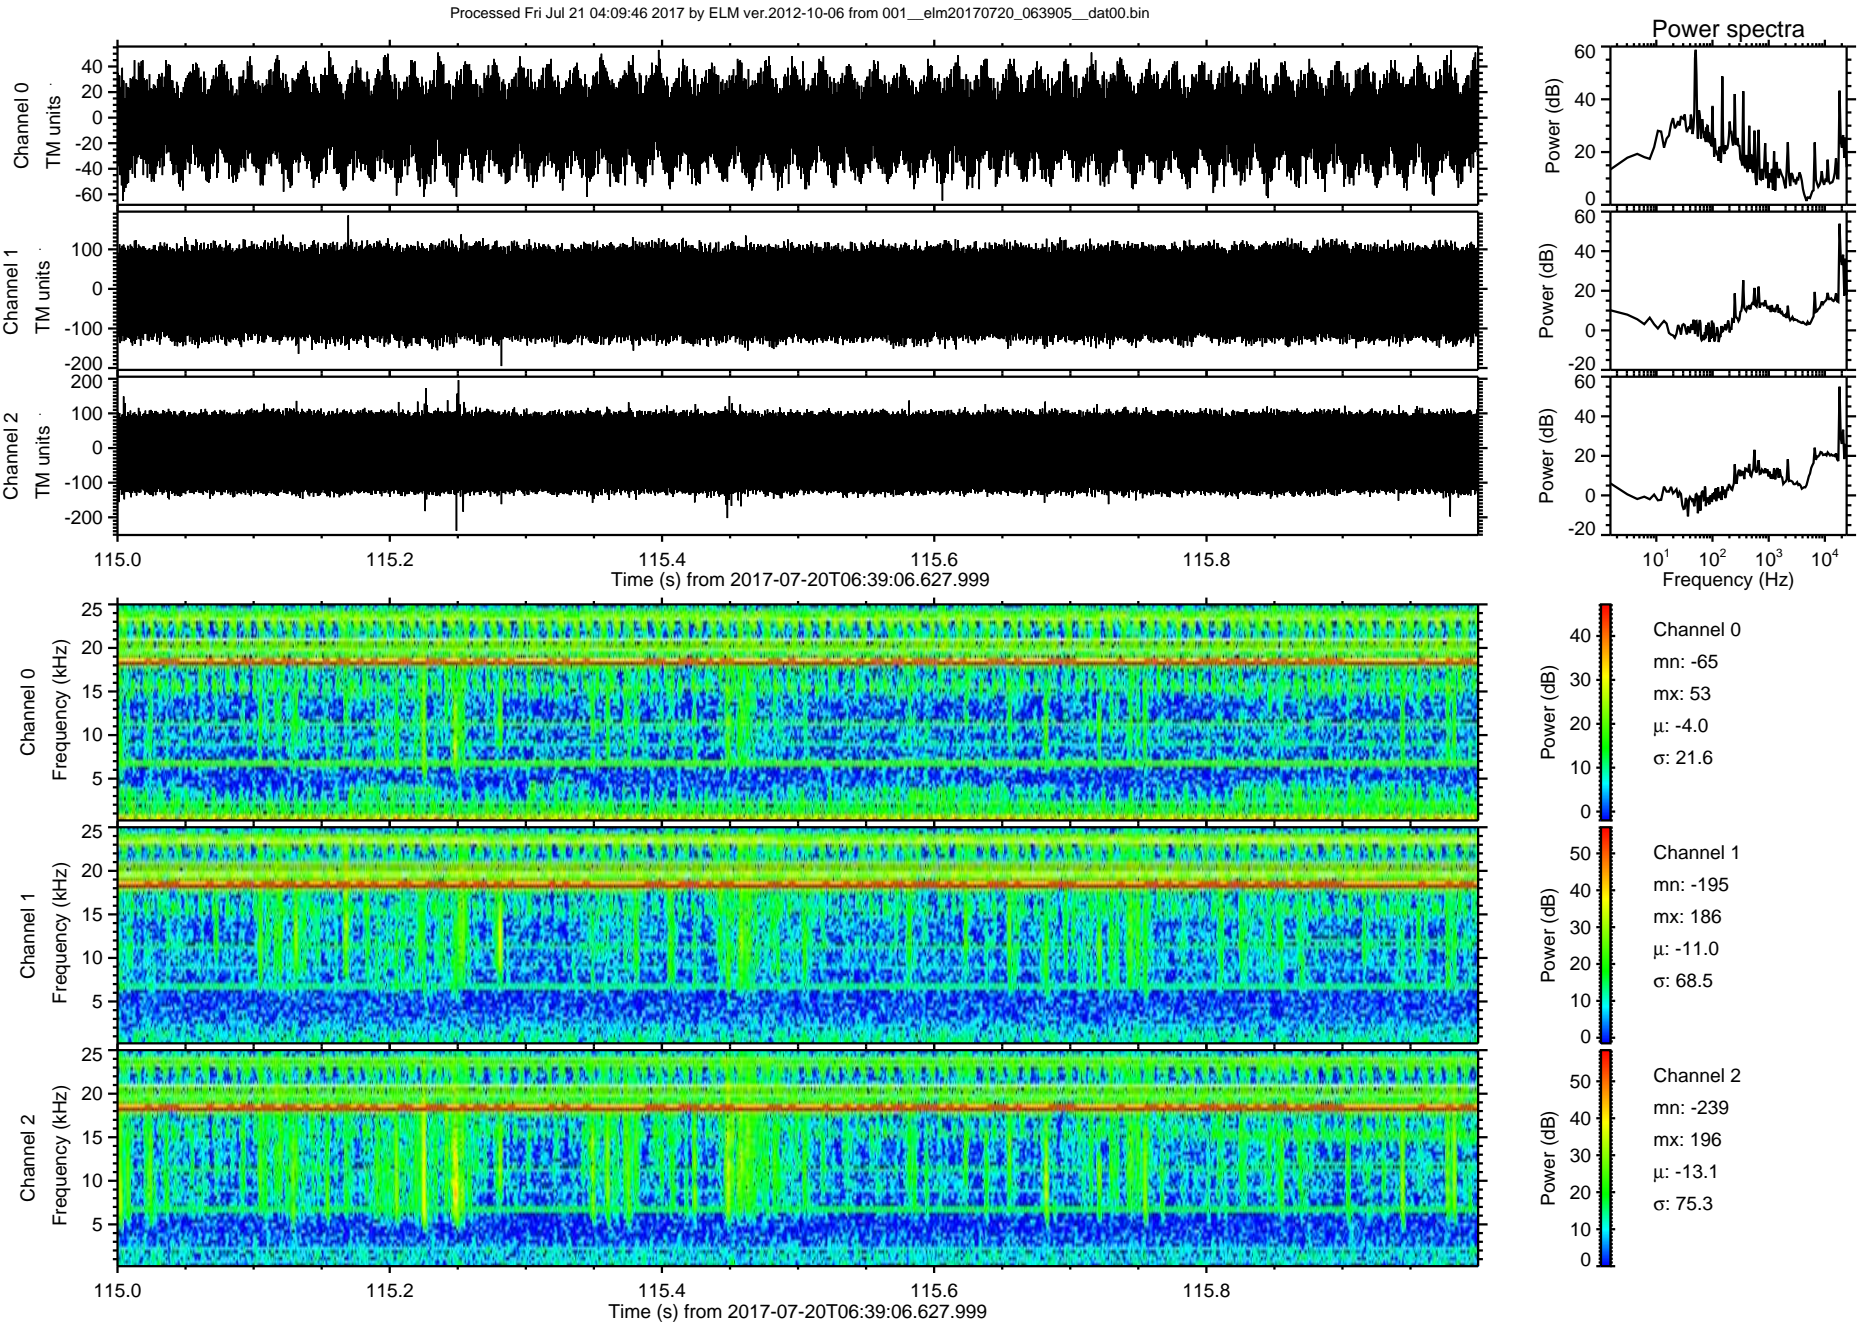 Processed Fri Jul 21 04:09:46 2017 by ELM ver.2012-10-06 from 001__elm20170720_063905__dat00.bin
Power spectra
Channel 0
TM units
40
20
0
-20
-40
-60
Power (dB)
60
40
20
0
Channel 1
TM units
100
0
-100
-200
Power (dB)
60
40
20
0
-20
Channel 2
TM units
200
100
0
-100
-200
Power (dB)
60
40
20
0
-20
115.0 115.2 115.4 115.6 115.8
Time (s) from 2017-07-20T06:39:06.627.999
10^1 10^2 10^3 10^4
Frequency (Hz)
Channel 0
Frequency (kHz)
25
20
15
10
5
Power (dB)
40
30
20
10
0
Channel 0
mn: -65
mx: 53
μ: -4.0
σ: 21.6
Channel 1
Frequency (kHz)
25
20
15
10
5
Power (dB)
50
40
30
20
10
0
Channel 1
mn: -195
mx: 186
μ: -11.0
σ: 68.5
Channel 2
Frequency (kHz)
25
20
15
10
5
Power (dB)
50
40
30
20
10
0
Channel 2
mn: -239
mx: 196
μ: -13.1
σ: 75.3
115.0 115.2 115.4 115.6 115.8
Time (s) from 2017-07-20T06:39:06.627.999